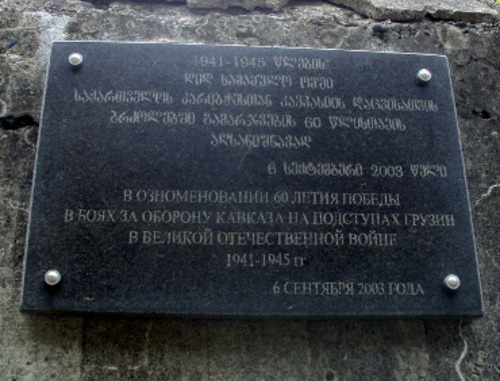 1941-1945 წლების
დიდ სამამულო ომში
საქართველოს კარიბჭესთან კავკასიის დაცვისათვის
ბრძოლებში გამარჯვების 60 წლისთავის
აღსანიშნავად
6 სექტემბერი 2003 წელი
В ОЗНОМЕНОВАНИИ 60 ЛЕТИЯ ПОБЕДЫ
В БОЯХ ЗА ОБОРОНУ КАВКАЗА НА ПОДСТУПАХ ГРУЗИИ
В ВЕЛИКОЙ ОТЕЧЕСТВЕННОЙ ВОЙНЕ
1941-1945 гг
6 СЕНТЯБРЯ 2003 ГОДА